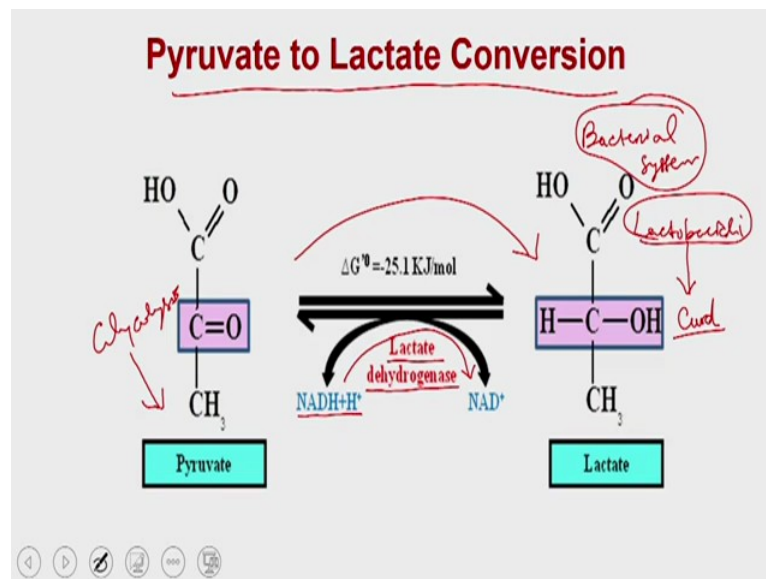 Pyruvate to Lactate Conversion
Bacterial
System
HO O
C
C=O
CH3
Pyruvate
Glycolysis
ΔG'⁰ =-25.1 KJ/mol
Lactate
dehydrogenase
NADH+H⁺ NAD⁺
HO O
C
H—C—OH
CH3
Lactate
Lactobacilli
Curd